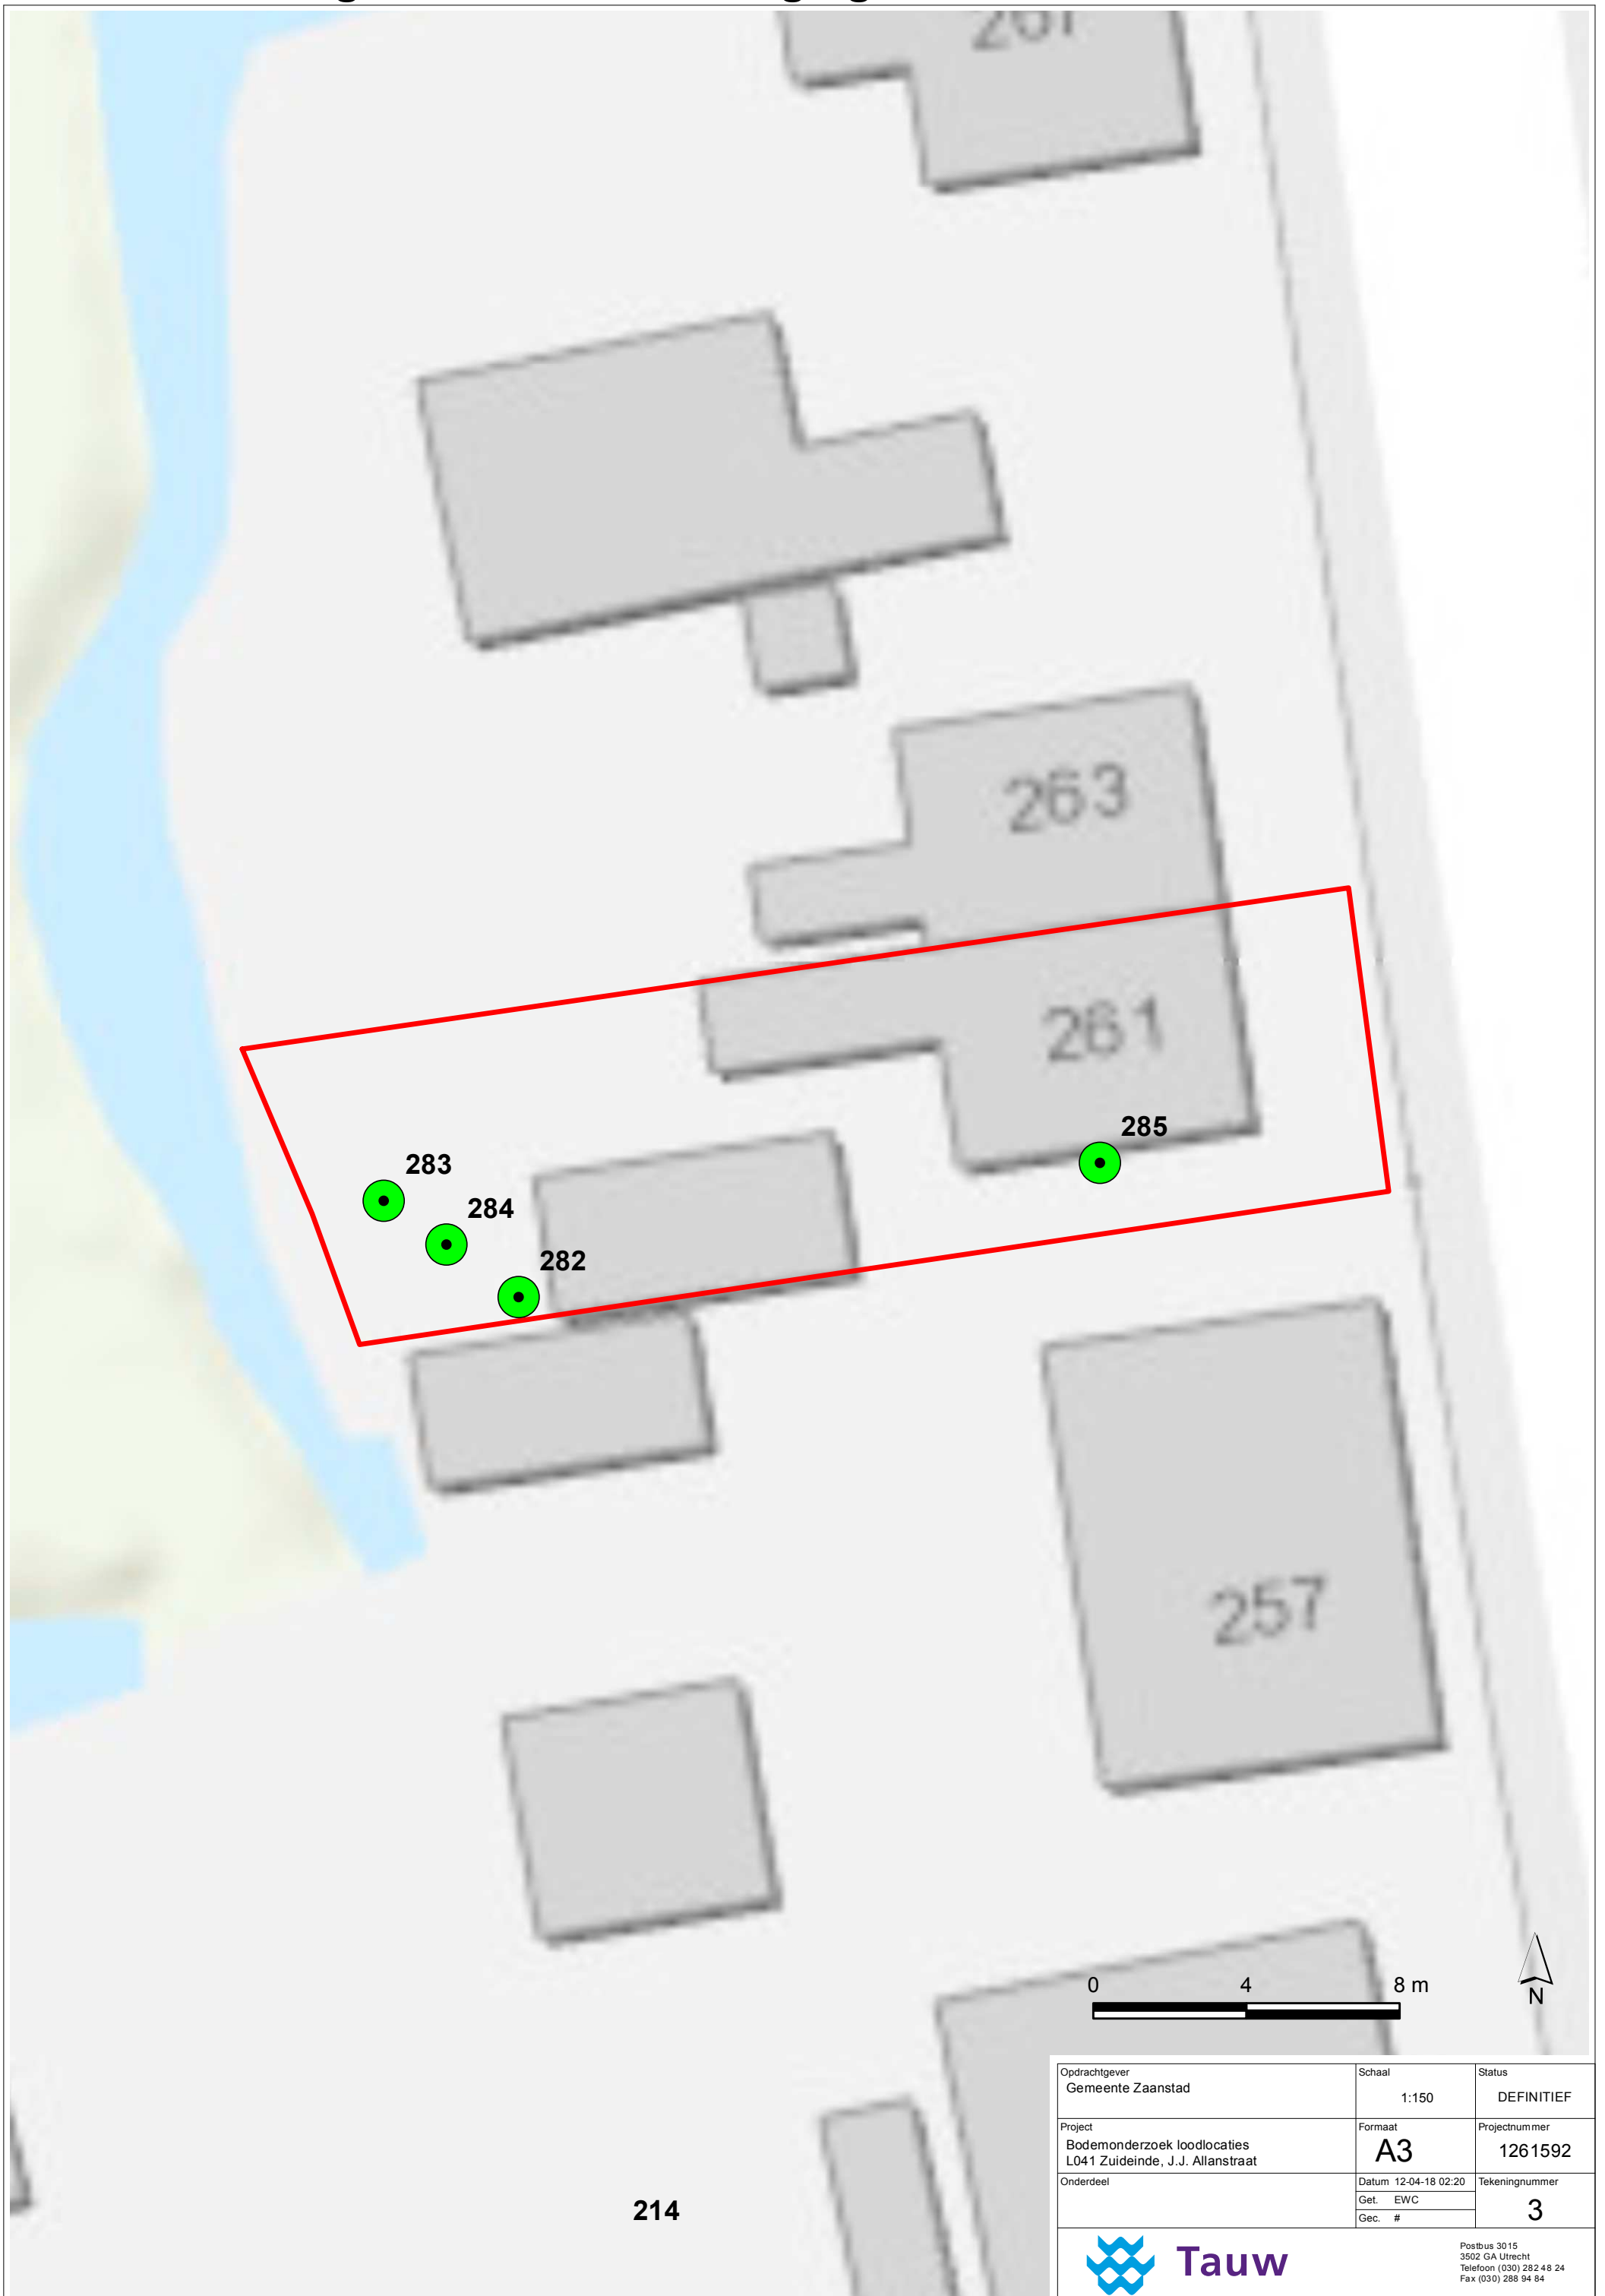 263
261
285
283
284
282
257
0 4 8 m
N
214
Opdrachtgever
Gemeente Zaanstad
Schaal
1:150
Status
DEFINITIEF
Project
Bodemonderzoek loodlocaties
L041 Zuideinde, J.J. Allanstraat
Formaat
A3
Projectnummer
1261592
Onderdeel
Datum 12-04-18 02:20
Get. EWC
Gec. #
Tekeningnummer
3
Tauw
Postbus 3015
3502 GA Utrecht
Telefoon (030) 282 48 24
Fax (030) 288 94 84